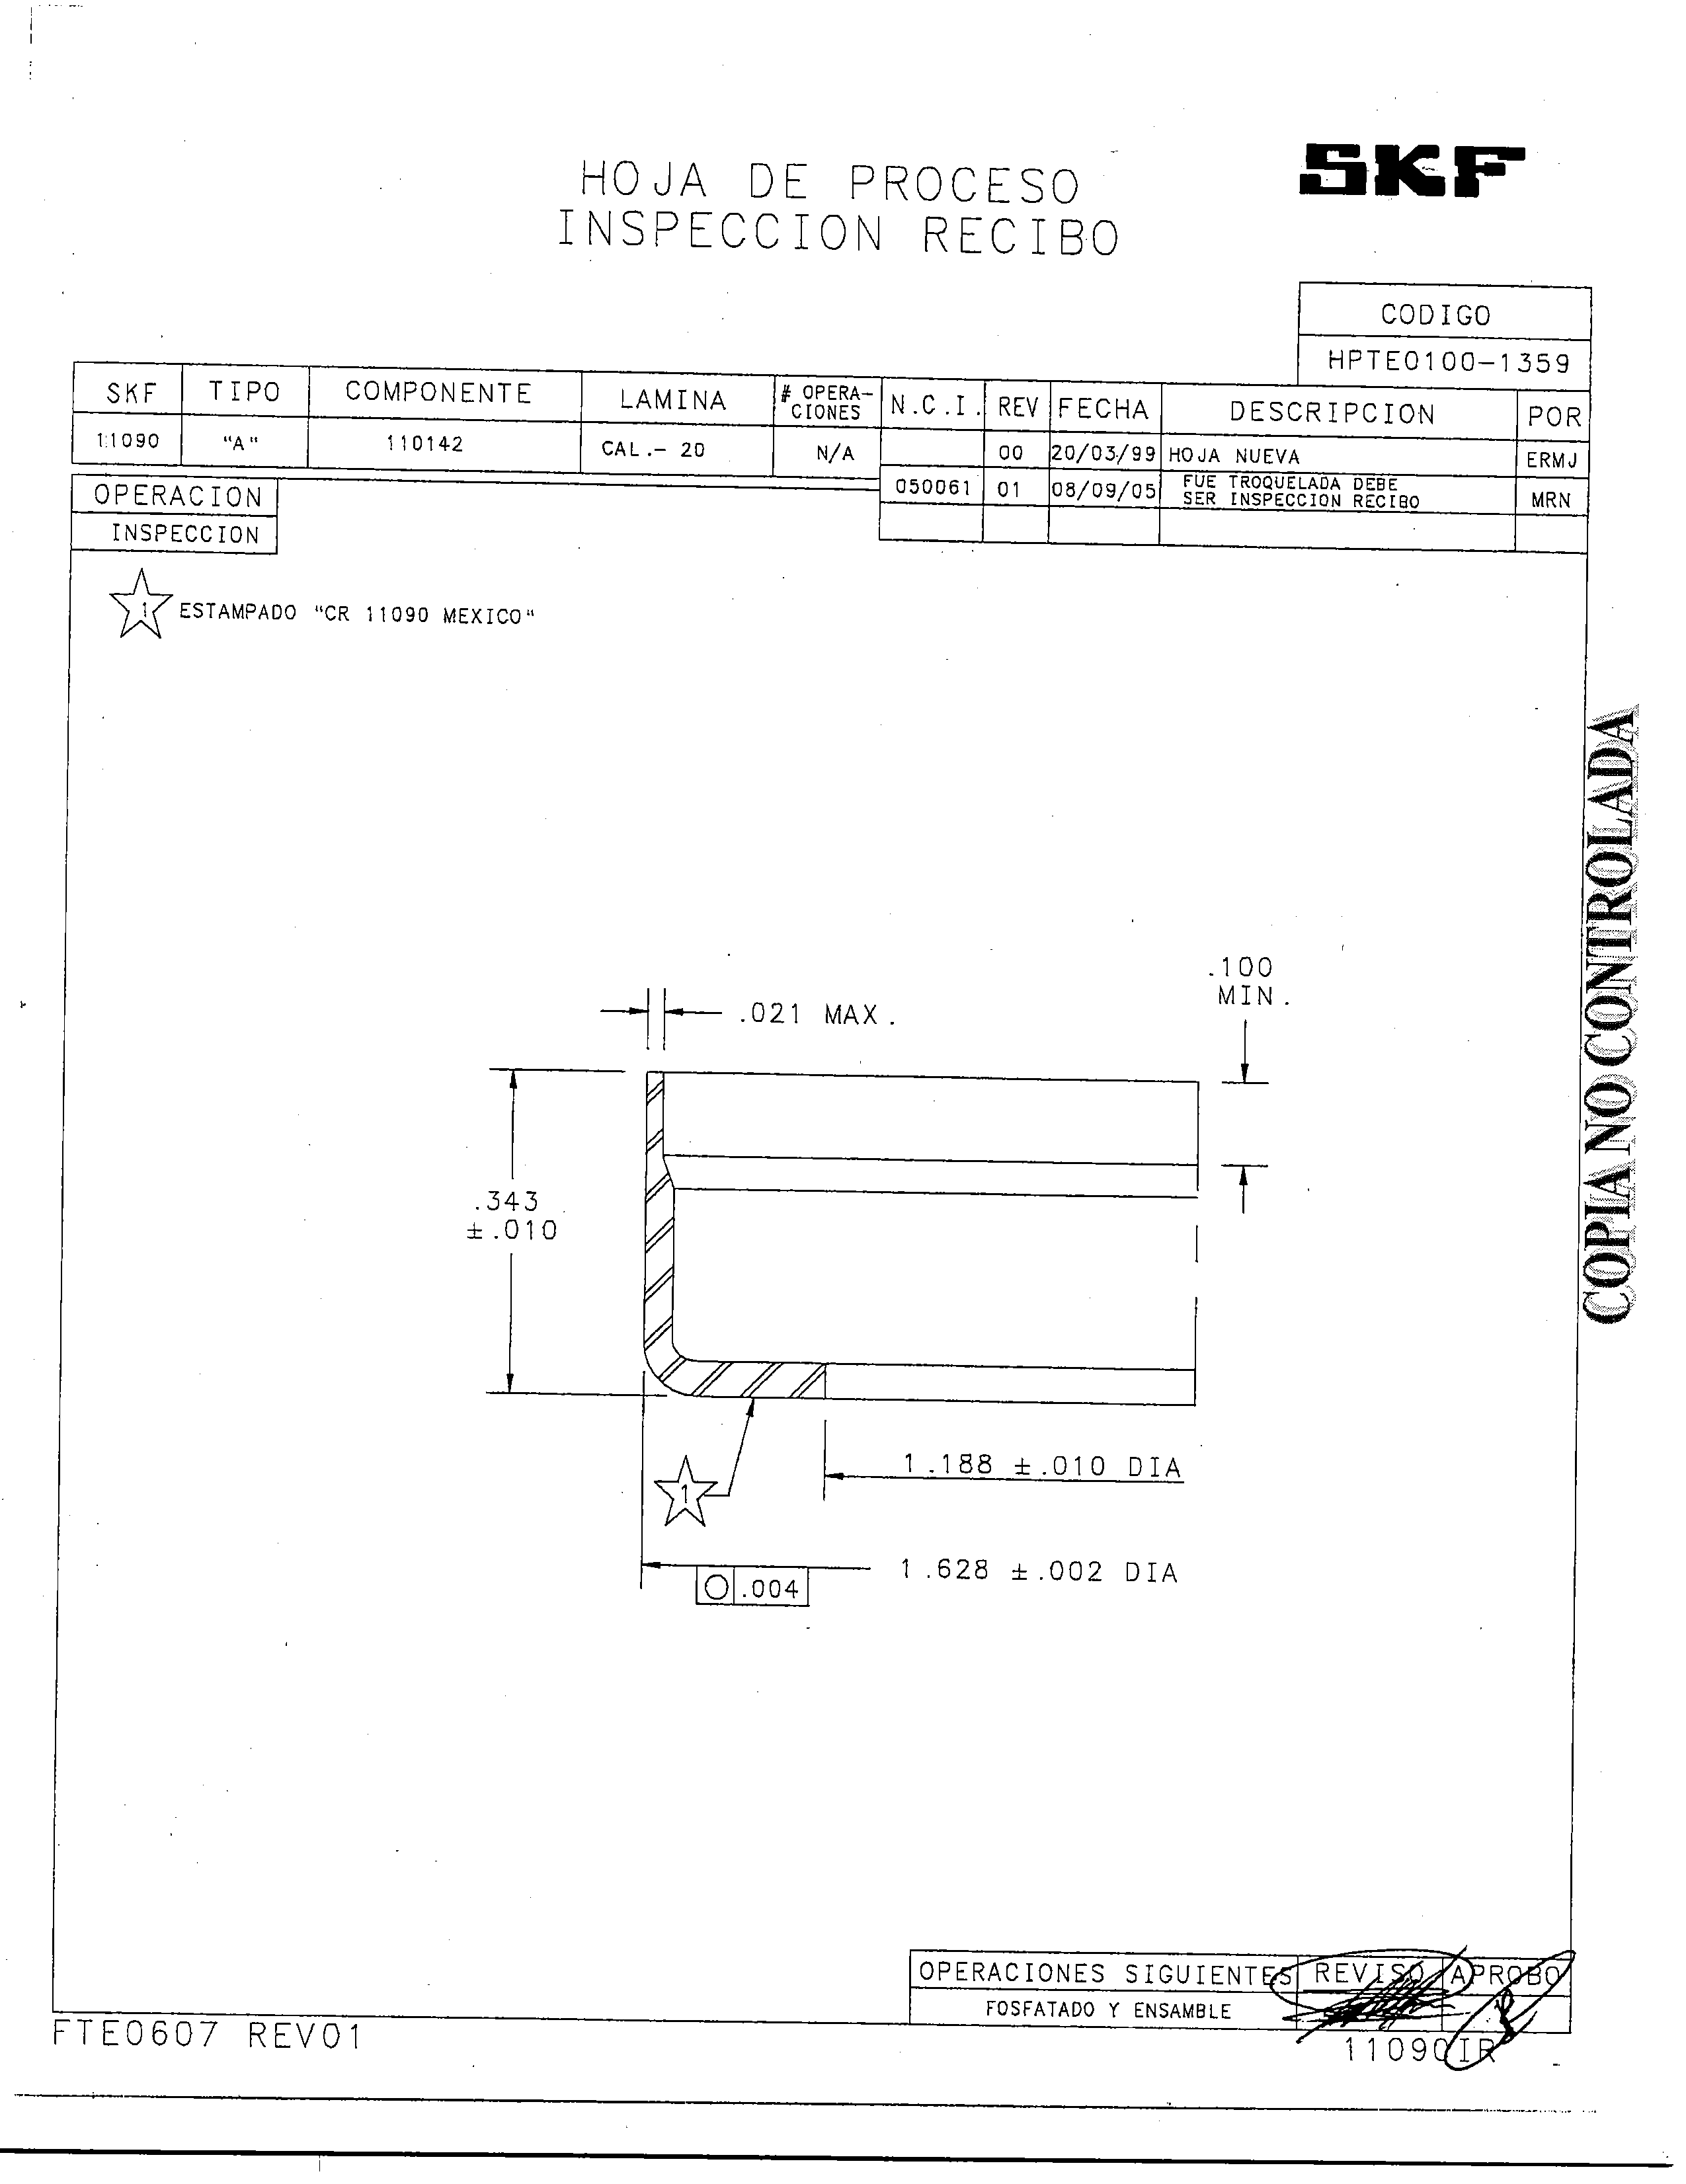 SKF
HOJA DE PROCESO
INSPECCION RECIBO
CODIGO
HPTE0100-1359
SKF TIPO COMPONENTE LAMINA # OPERA-CIONES N.C.I. REV FECHA DESCRIPCION POR
11090 "A" 110142 CAL.- 20 N/A 00 20/03/99 HOJA NUEVA ERMJ
050061 01 08/09/05 FUE TROQUELADA DEBE
SER INSPECCION RECIBO MRN
OPERACION
INSPECCION
1 ESTAMPADO "CR 11090 MEXICO"
COPIA NO CONTROLADA
.100
MIN.
.021 MAX.
.343
±.010
1.188 ±.010 DIA
1
1.628 ±.002 DIA
.004
OPERACIONES SIGUIENTES REVISO APROBO
FOSFATADO Y ENSAMBLE
FTE0607 REV01
11090IR